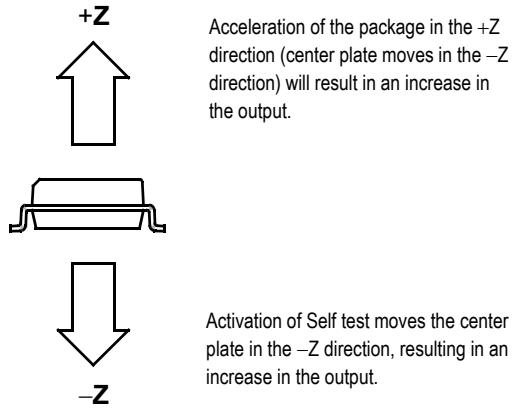 +Z
Acceleration of the package in the +Z
direction (center plate moves in the −Z
direction) will result in an increase in
the output.
Activation of Self test moves the center
plate in the −Z direction, resulting in an
increase in the output.
−Z